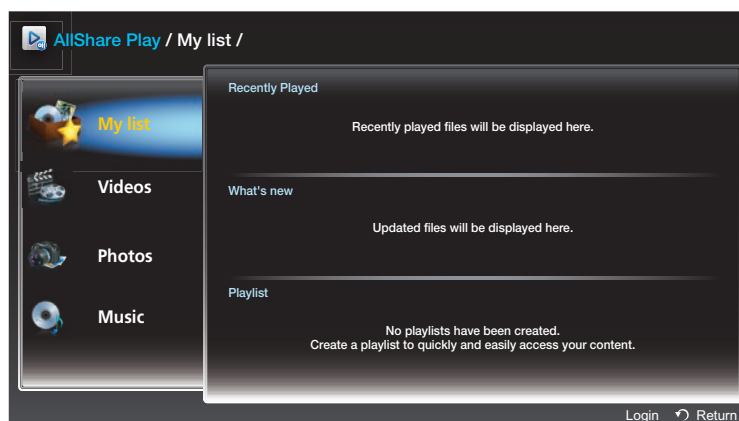 AllShare Play / My list /
My list
Videos
Photos
Music
Recently Played
Recently played files will be displayed here.
What's new
Updated files will be displayed here.
Playlist
No playlists have been created.
Create a playlist to quickly and easily access your content.
Login Return